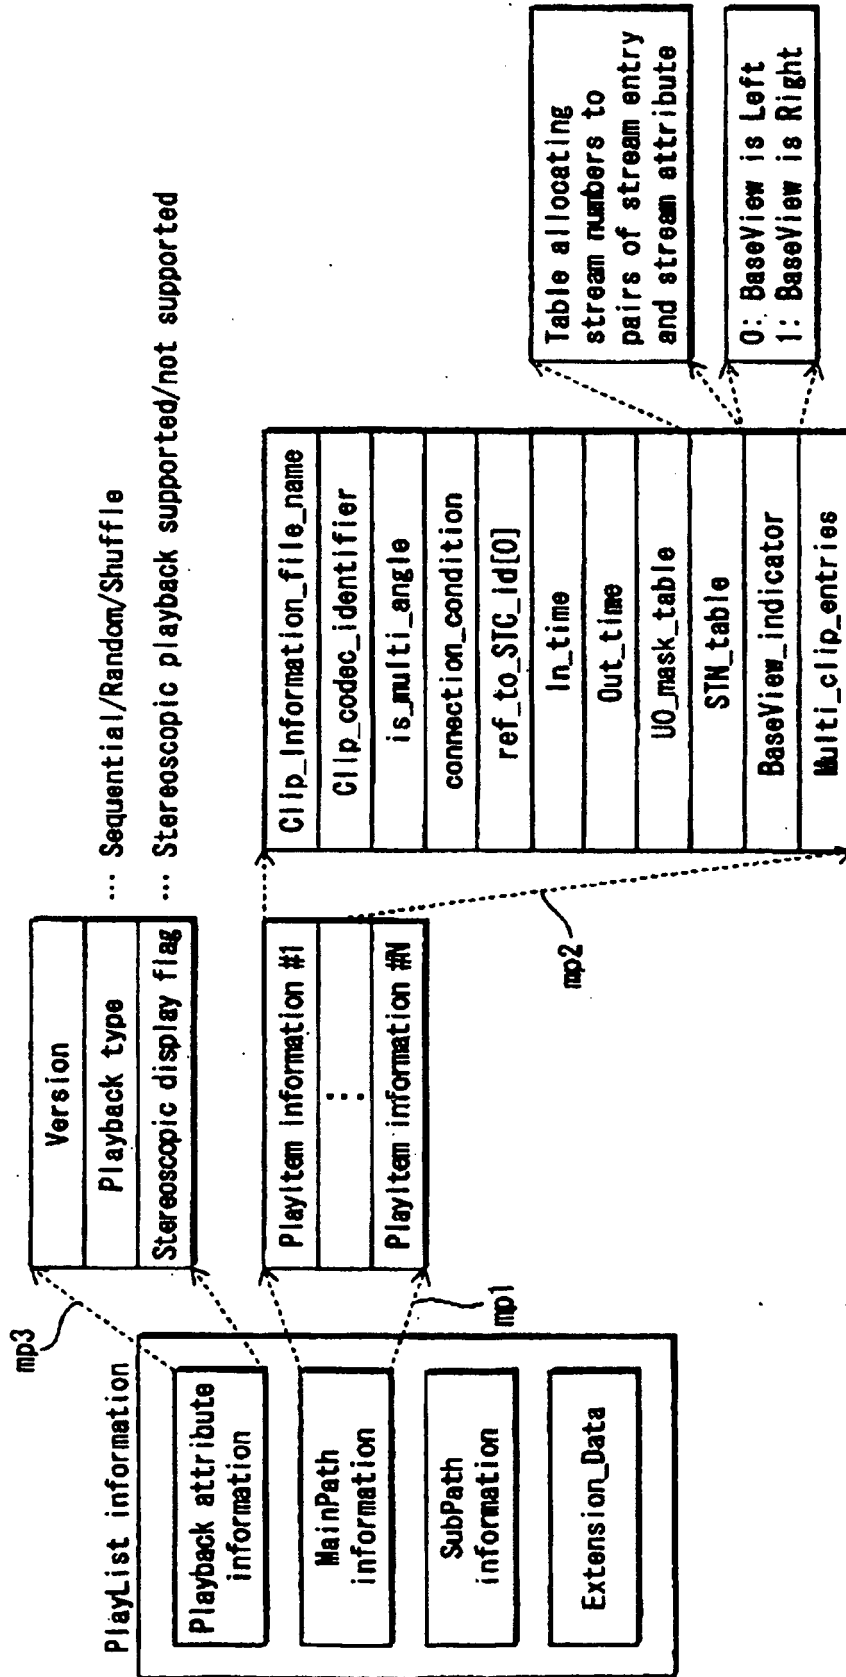 PlayList information
Playback attribute
information
MainPath
information
SubPath
information
Extension_Data
mp3
Version
Playback type
Stereoscopic display flag
... Sequential/Random/Shuffle
... Stereoscopic playback supported/not supported
mp1
PlayItem information #1
...
PlayItem information #N
mp2
Clip_Information_file_name
Clip_codec_identifier
is_multi_angle
connection_condition
ref_to_STC_id[0]
In_time
Out_time
UO_mask_table
STN_table
BaseView_indicator
Multi_clip_entries
Table allocating
stream numbers to
pairs of stream entry
and stream attribute
0: BaseView is Left
1: BaseView is Right